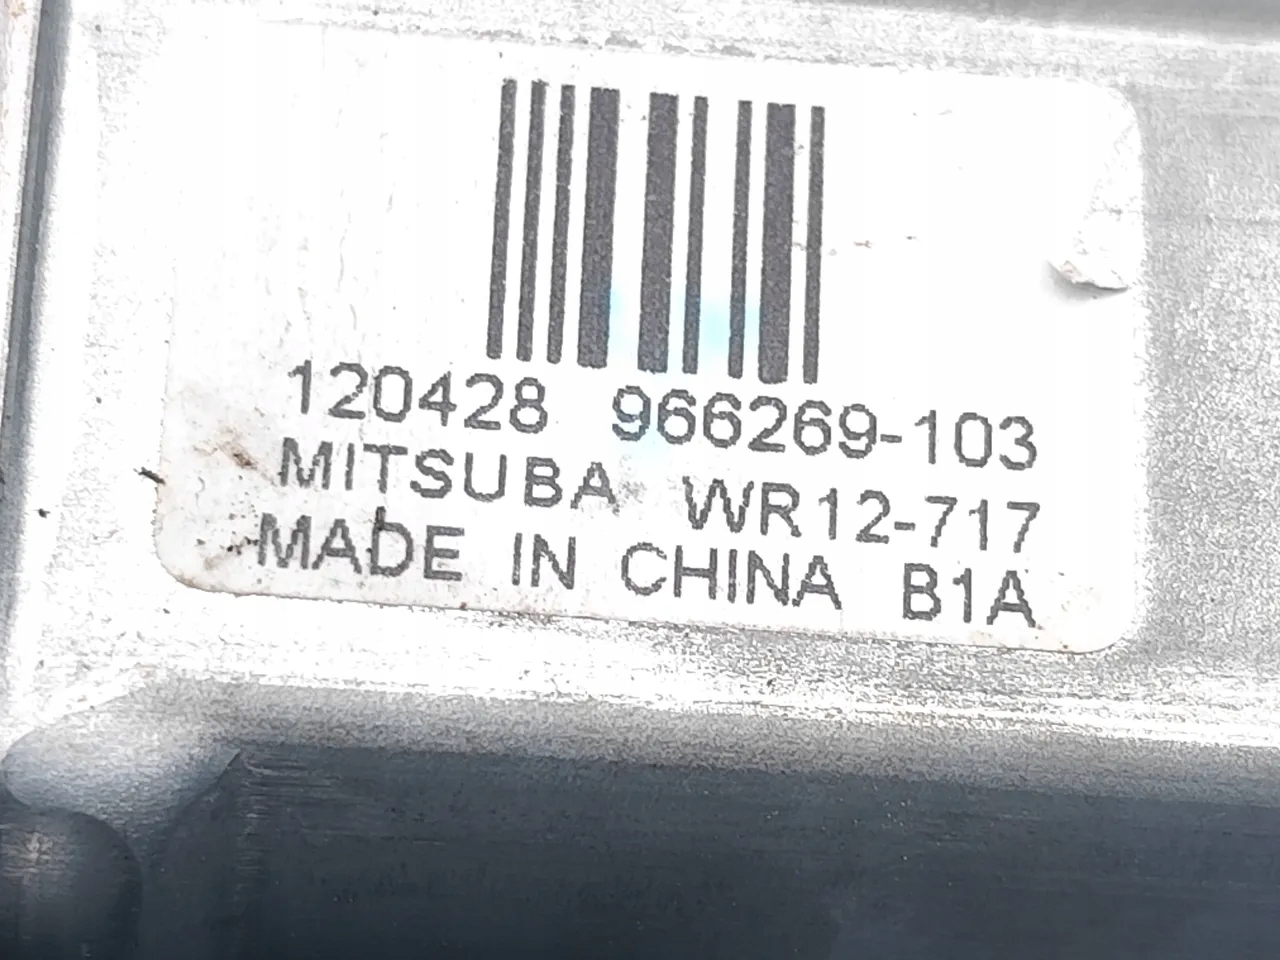 120428 966269-103
MITSUBA WR12-717
MADE IN CHINA B1A